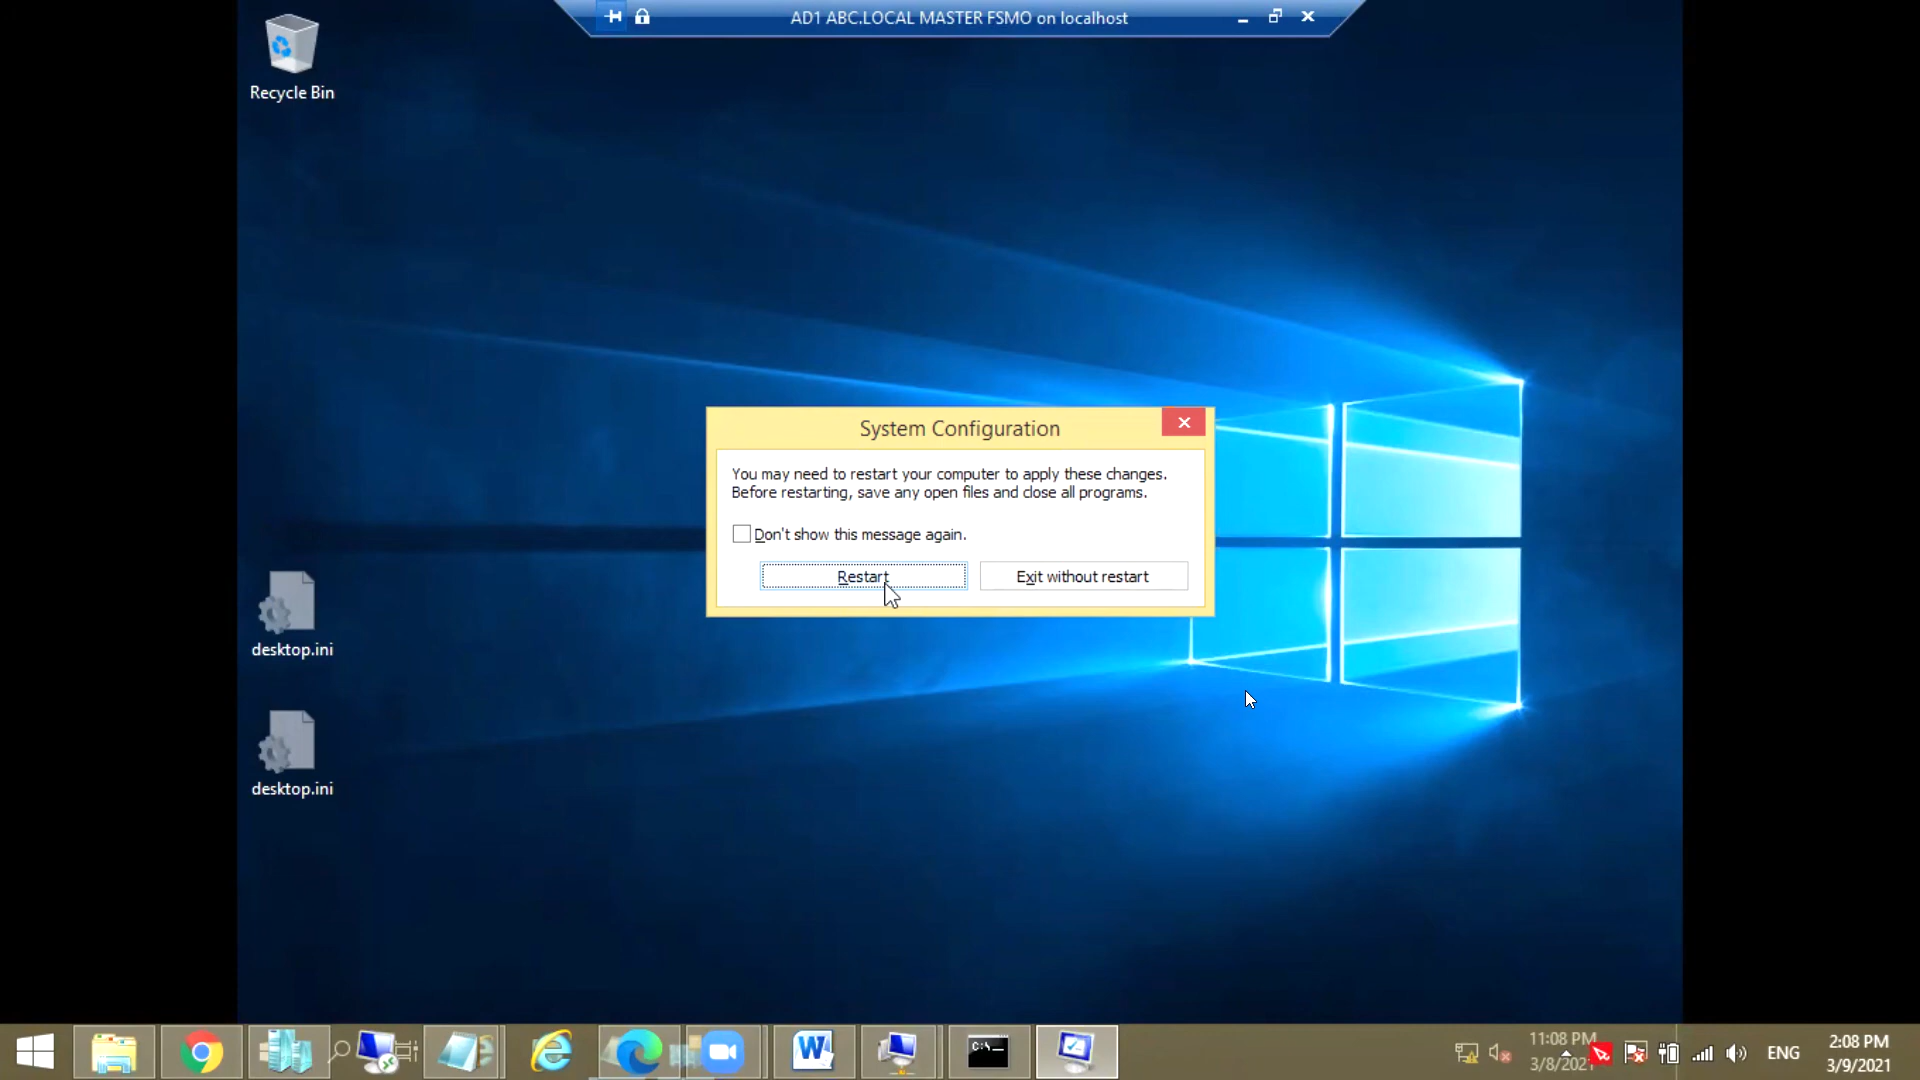 AD1 ABC.LOCAL MASTER FSMO on localhost
Recycle Bin
System Configuration
You may need to restart your computer to apply these changes.
Before restarting, save any open files and close all programs.
Don't show this message again.
Restart
Exit without restart
desktop.ini
desktop.ini
11:08 PM
3/8/2021
ENG
2:08 PM
3/9/2021